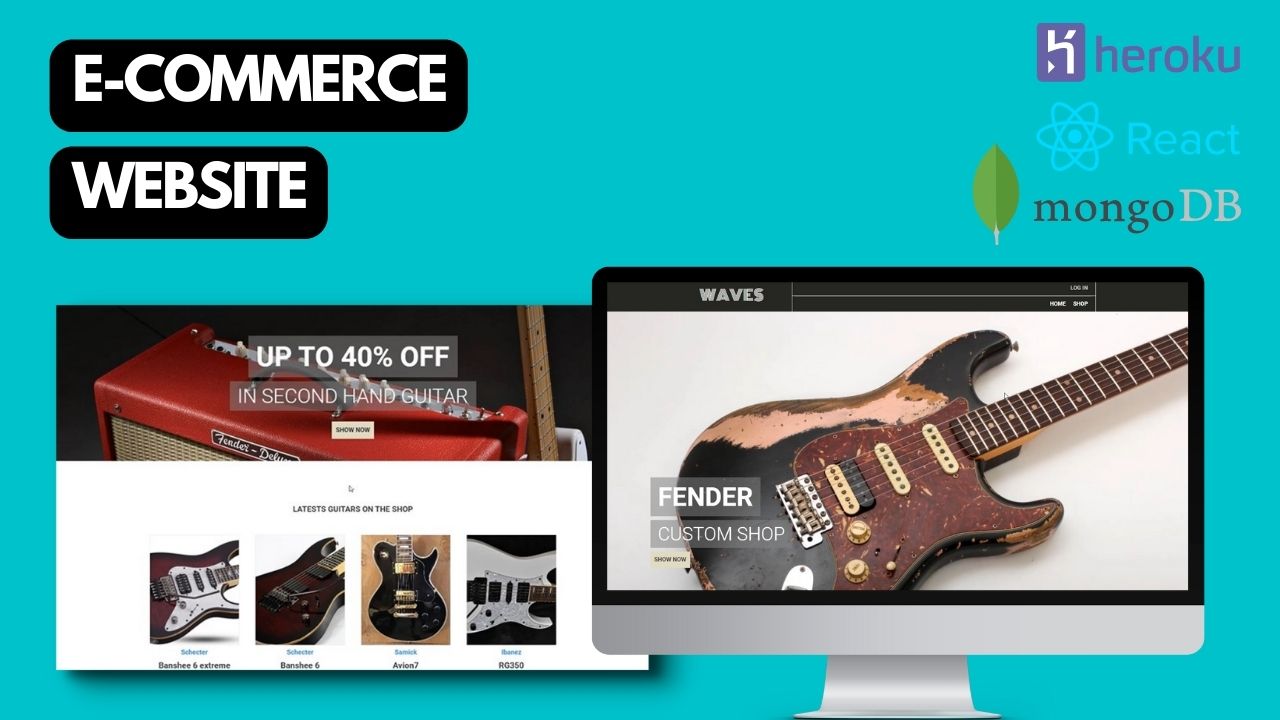 E-COMMERCE
WEBSITE
heroku
React
mongoDB
UP TO 40% OFF
IN SECOND HAND GUITAR
SHOW NOW
Fender - Deluxe
LATESTS GUITARS ON THE SHOP
Schecter
Banshee 6 extreme
Schecter
Banshee 6
Samick
Avion7
Ibanez
RG350
WAVES
LOG IN
HOME SHOP
FENDER
CUSTOM SHOP
SHOW NOW